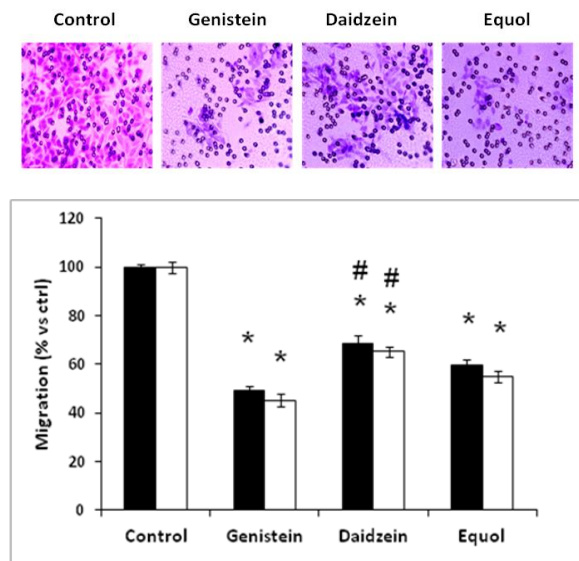 Control Genistein Daidzein Equol
Migration (% vs ctrl)
120
100
80
60
40
20
0
# #
* * * * * *
Control Genistein Daidzein Equol